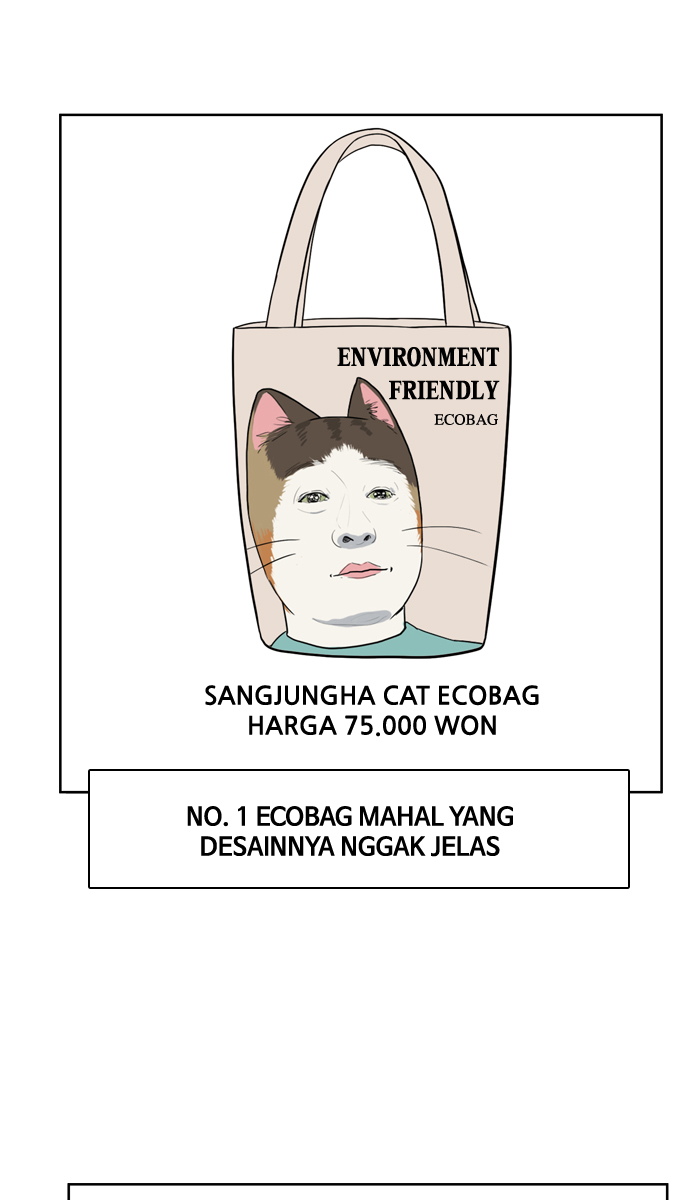 ENVIRONMENT
FRIENDLY
ECOBAG
SANGJUNGHA CAT ECOBAG
HARGA 75.000 WON
NO. 1 ECOBAG MAHAL YANG
DESAINNYA NGGAK JELAS